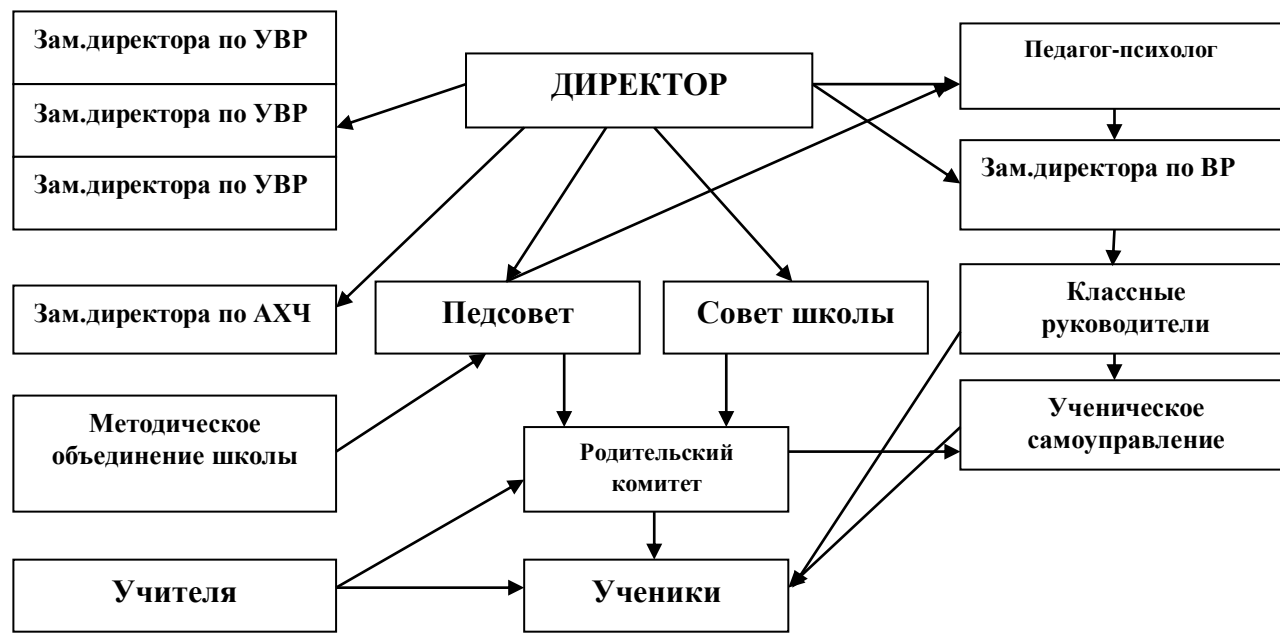 Зам.директора по УВР
Зам.директора по УВР
Зам.директора по УВР
ДИРЕКТОР
Педагог-психолог
Зам.директора по ВР
Зам.директора по АХЧ
Педсовет
Совет школы
Классные
руководители
Методическое
объединение школы
Родительский
комитет
Ученическое
самоуправление
Учителя
Ученики